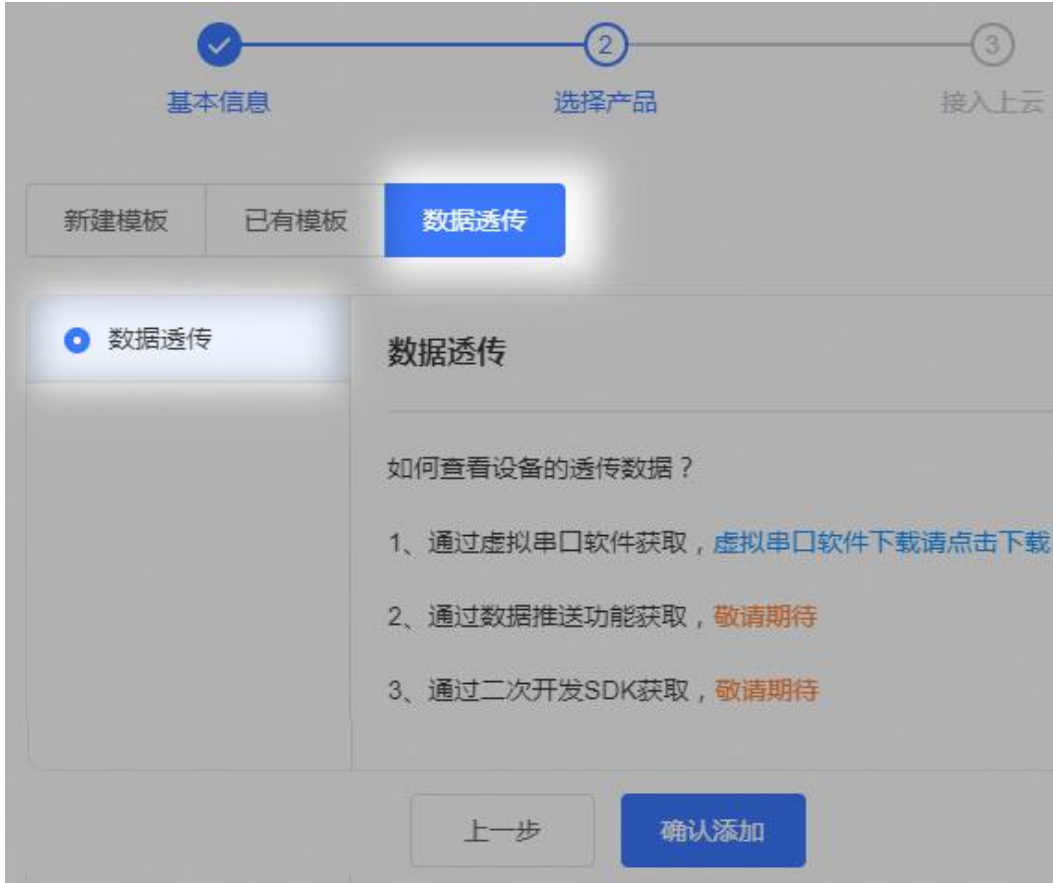 2 3
基本信息 选择产品 接入上云
新建模板 已有模板 数据透传
数据透传
数据透传
如何查看设备的透传数据？
1、通过虚拟串口软件获取，虚拟串口软件下载请点击下载
2、通过数据推送功能获取，敬请期待
3、通过二次开发SDK获取，敬请期待
上一步 确认添加